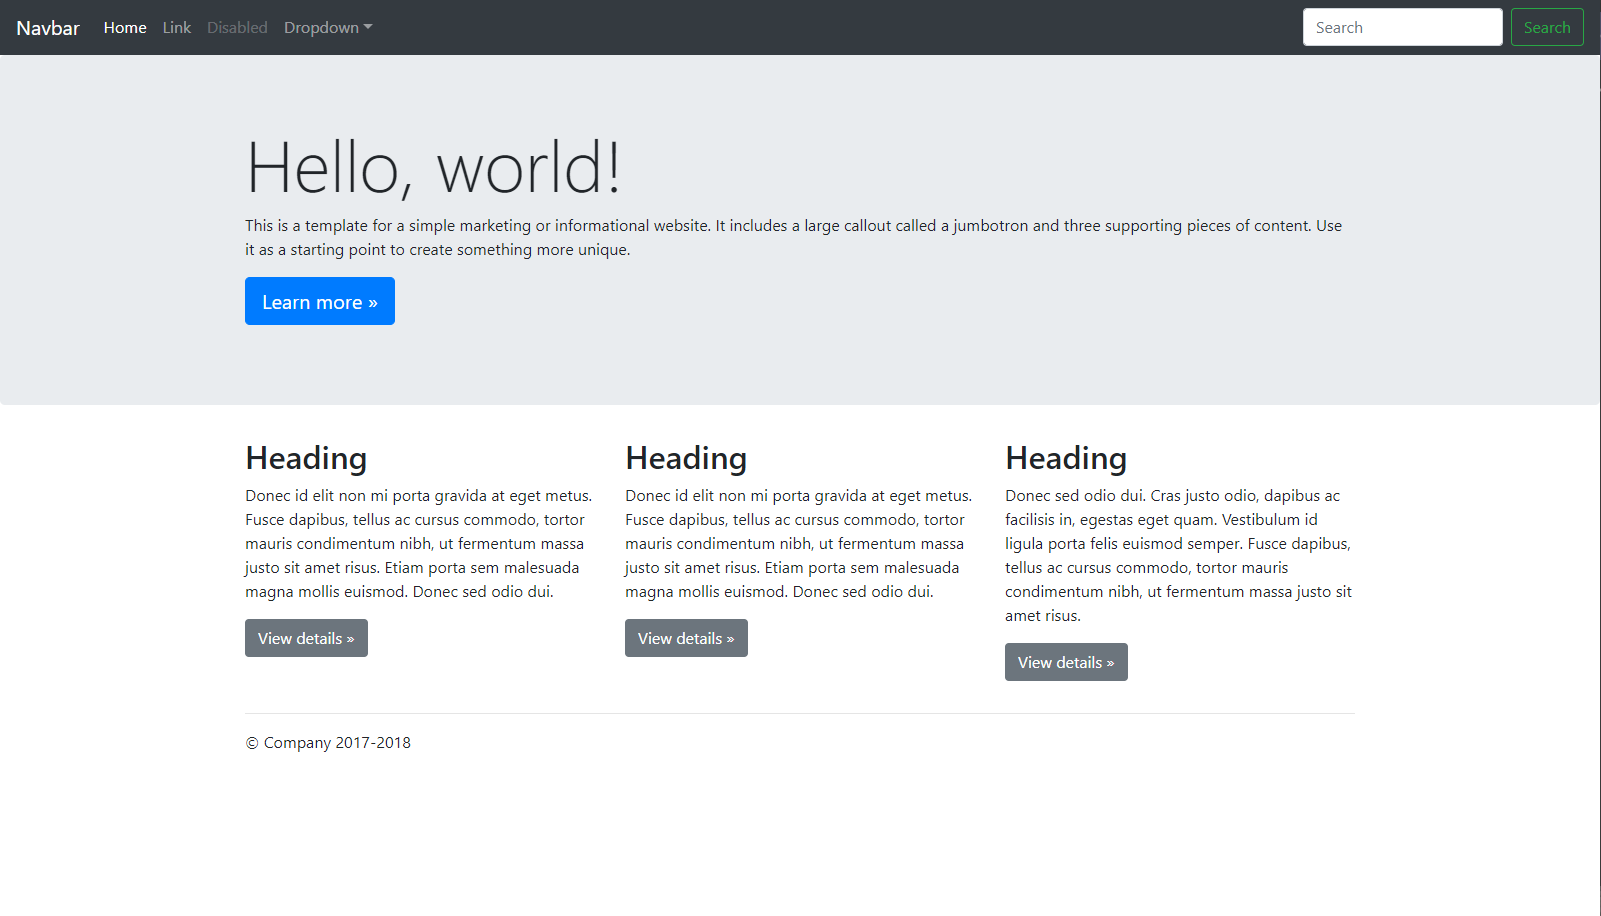 Navbar Home Link Disabled Dropdown Search Search
Hello, world!
This is a template for a simple marketing or informational website. It includes a large callout called a jumbotron and three supporting pieces of content. Use
it as a starting point to create something more unique.
Learn more »
Heading
Donec id elit non mi porta gravida at eget metus.
Fusce dapibus, tellus ac cursus commodo, tortor
mauris condimentum nibh, ut fermentum massa
justo sit amet risus. Etiam porta sem malesuada
magna mollis euismod. Donec sed odio dui.
View details »
Heading
Donec id elit non mi porta gravida at eget metus.
Fusce dapibus, tellus ac cursus commodo, tortor
mauris condimentum nibh, ut fermentum massa
justo sit amet risus. Etiam porta sem malesuada
magna mollis euismod. Donec sed odio dui.
View details »
Heading
Donec sed odio dui. Cras justo odio, dapibus ac
facilisis in, egestas eget quam. Vestibulum id
ligula porta felis euismod semper. Fusce dapibus,
tellus ac cursus commodo, tortor mauris
condimentum nibh, ut fermentum massa justo sit
amet risus.
View details »
© Company 2017-2018